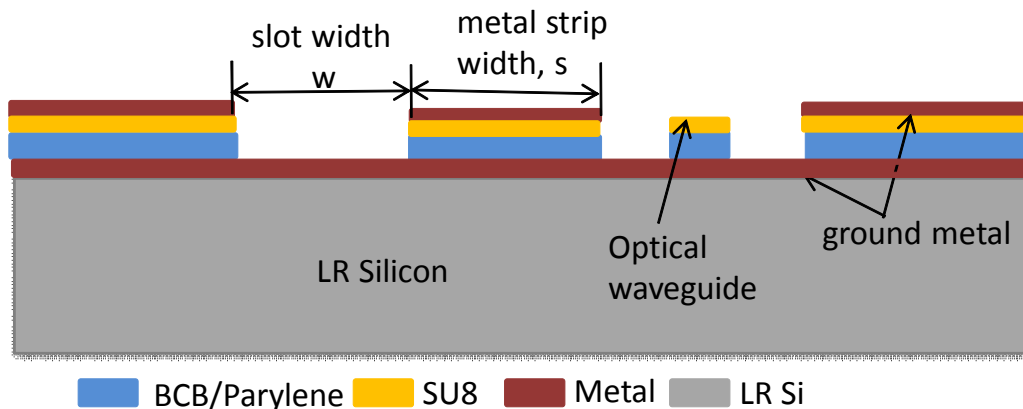 slot width
w
metal strip
width, s
Optical
waveguide
ground metal
LR Silicon
BCB/Parylene
SU8
Metal
LR Si